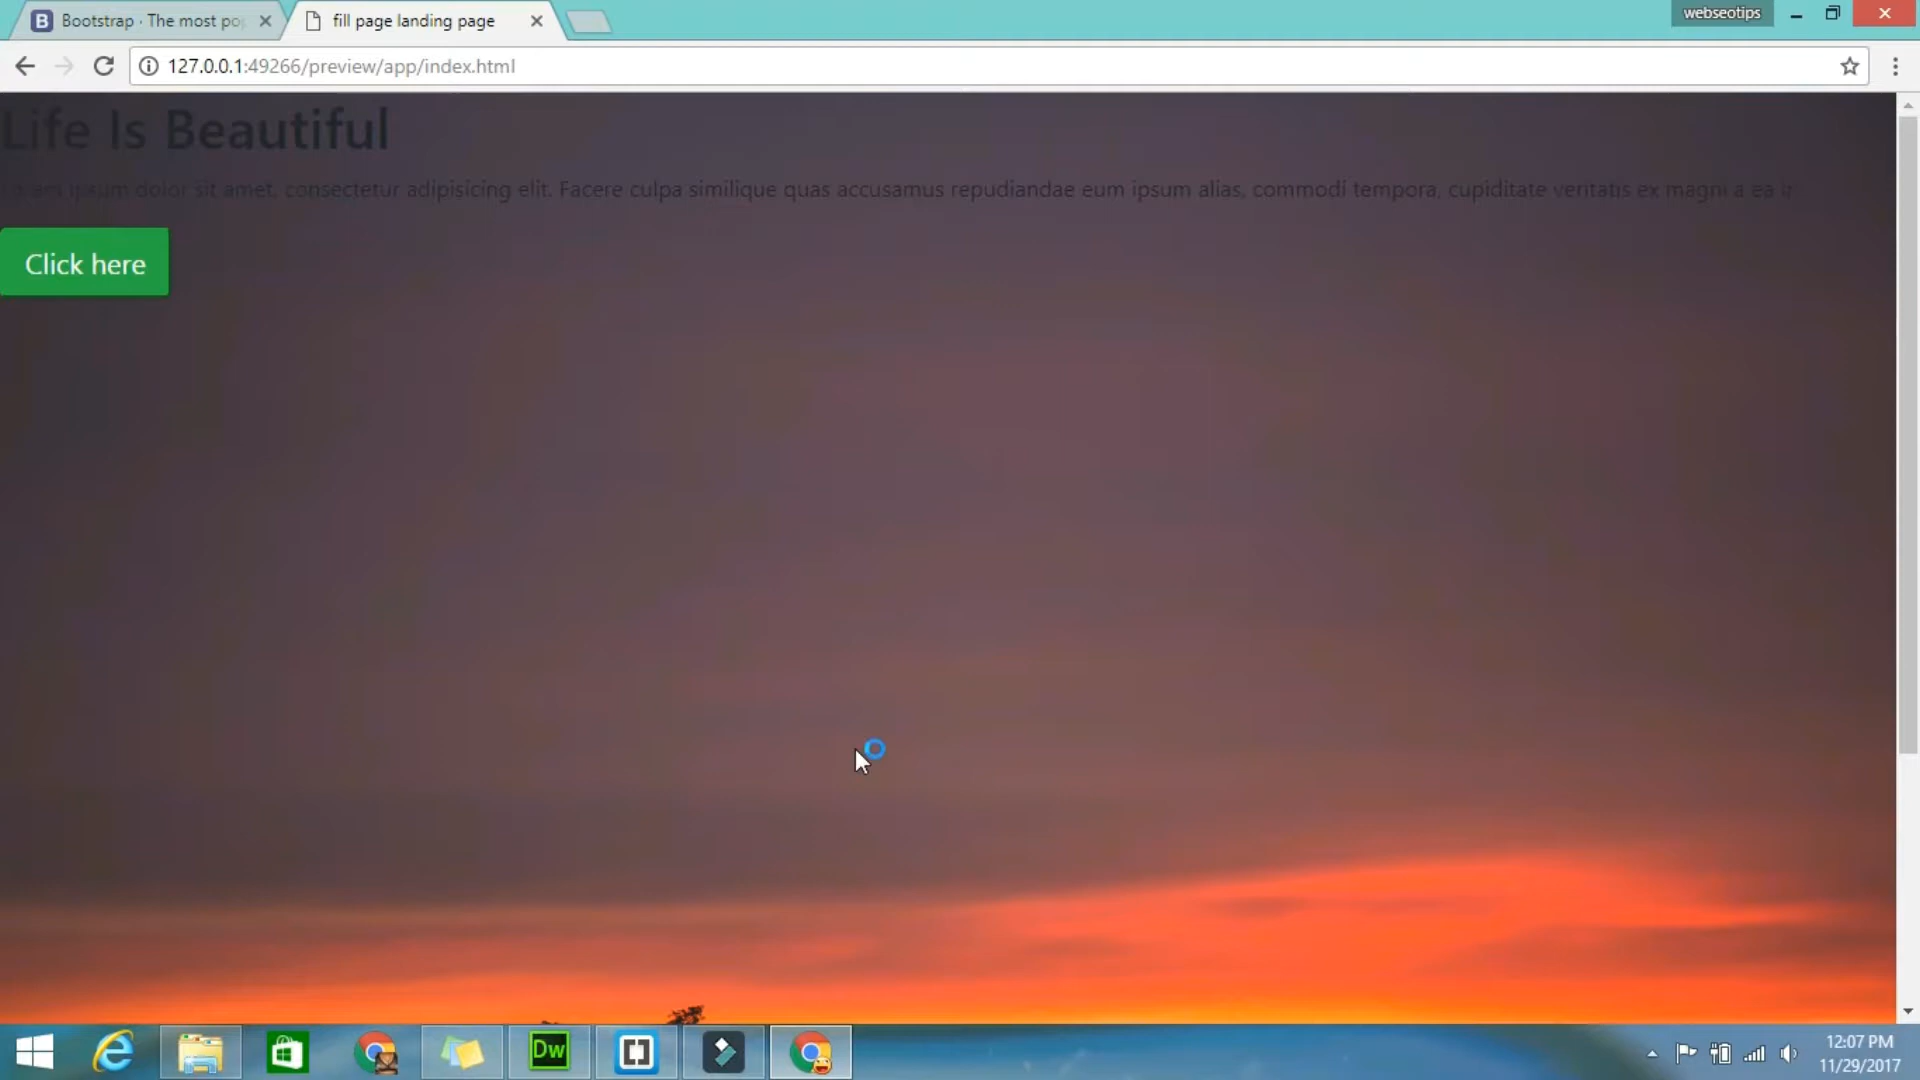 Bootstrap · The most po
fill page landing page
webseotips
127.0.0.1:49266/preview/app/index.html
Life Is Beautiful
ipsum dolor sit amet, consectetur adipisicing elit. Facere culpa similique quas accusamus repudiandae eum ipsum alias, commodi tempora, cupiditate veritatis ex magni a ea
Click here
Dw
12:07 PM
11/29/2017